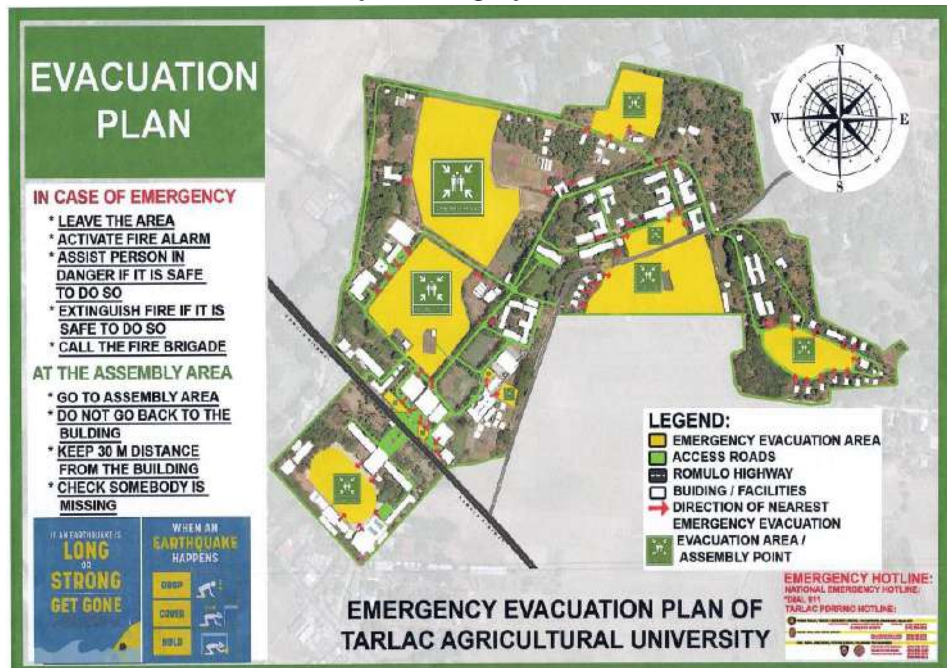 EVACUATION
PLAN
IN CASE OF EMERGENCY
* LEAVE THE AREA
* ACTIVATE FIRE ALARM
* ASSIST PERSON IN
DANGER IF IT IS SAFE
TO DO SO
* EXTINGUISH FIRE IF IT IS
SAFE TO DO SO
* CALL THE FIRE BRIGADE
AT THE ASSEMBLY AREA
* GO TO ASSEMBLY AREA
* DO NOT GO BACK TO THE
BULDING
* KEEP 30 M DISTANCE
FROM THE BUILDING
* CHECK SOMEBODY IS
MISSING
IF AN EARTHQUAKE IS
LONG
OR
STRONG
GET GONE
WHEN AN
EARTHQUAKE
HAPPENS
DROP
COVER
HOLD
N
W
E
S
LEGEND:
EMERGENCY EVACUATION AREA
ACCESS ROADS
ROMULO HIGHWAY
BUIDING / FACILITIES
DIRECTION OF NEAREST
EMERGENCY EVACUATION
EVACUATION AREA /
ASSEMBLY POINT
EMERGENCY EVACUATION PLAN OF
TARLAC AGRICULTURAL UNIVERSITY
EMERGENCY HOTLINE:
NATIONAL EMERGENCY HOTLINE:
*DIAL 911
TARLAC PDRRMO HOTLINE: